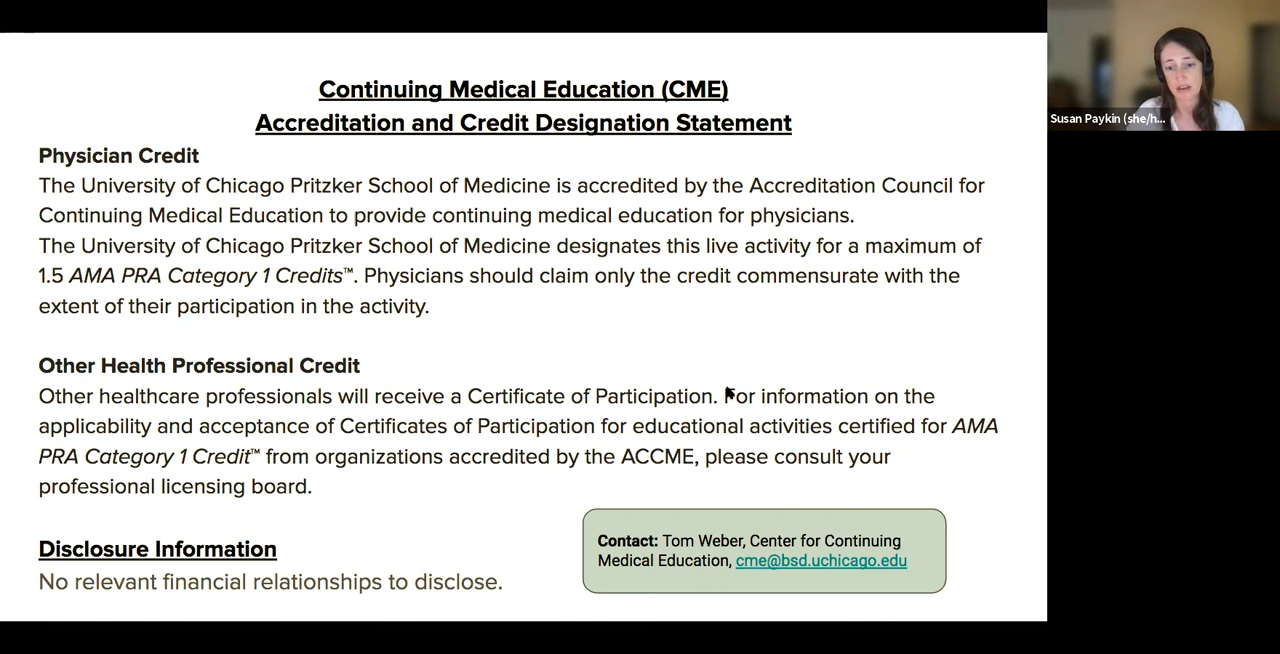 Continuing Medical Education (CME)
Accreditation and Credit Designation Statement
Physician Credit
The University of Chicago Pritzker School of Medicine is accredited by the Accreditation Council for
Continuing Medical Education to provide continuing medical education for physicians.
The University of Chicago Pritzker School of Medicine designates this live activity for a maximum of
1.5 AMA PRA Category 1 Credits™. Physicians should claim only the credit commensurate with the
extent of their participation in the activity.
Other Health Professional Credit
Other healthcare professionals will receive a Certificate of Participation. For information on the
applicability and acceptance of Certificates of Participation for educational activities certified for AMA
PRA Category 1 Credit™ from organizations accredited by the ACCME, please consult your
professional licensing board.
Disclosure Information
No relevant financial relationships to disclose.
Contact: Tom Weber, Center for Continuing
Medical Education, cme@bsd.uchicago.edu
Susan Paykin (she/h...